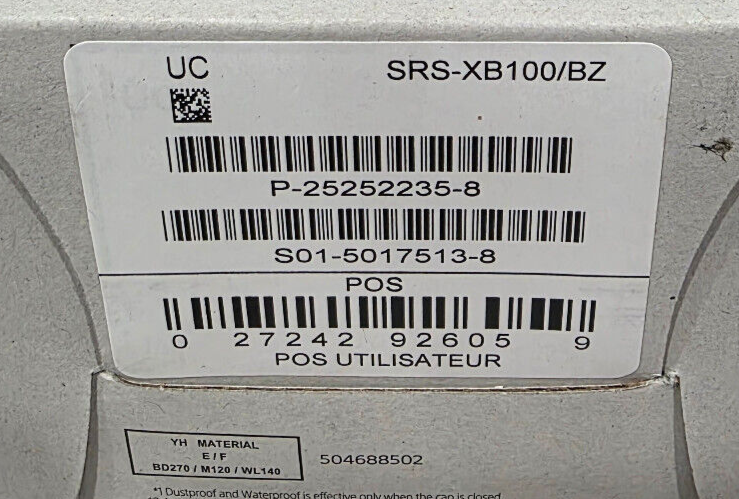 UC SRS-XB100/BZ
P-25252235-8
S01-5017513-8
POS
0 27242 92605 9
POS UTILISATEUR
YH MATERIAL
E/F
BD270 / M120 / WL140
504688502
*1 Dustproof and Waterproof is effective only when the cap is closed